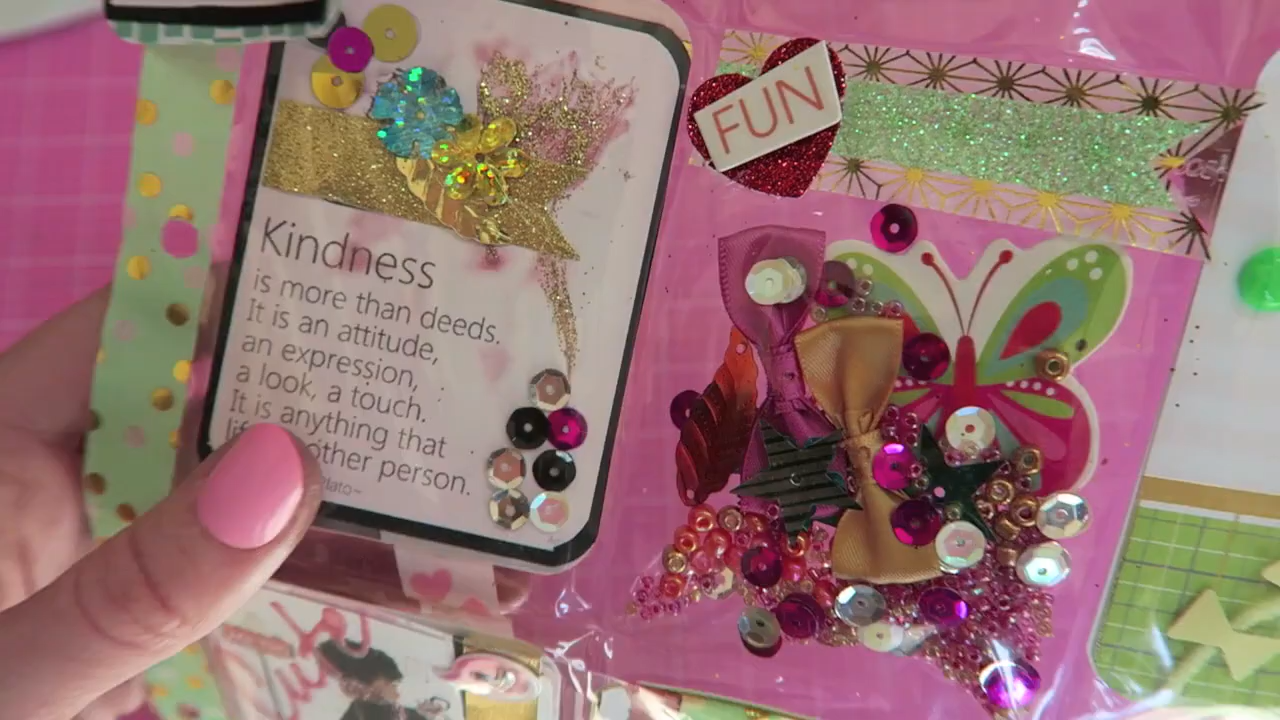 Kindness
is more than deeds.
It is an attitude,
an expression,
a look, a touch.
It is anything that
other person.
FUN